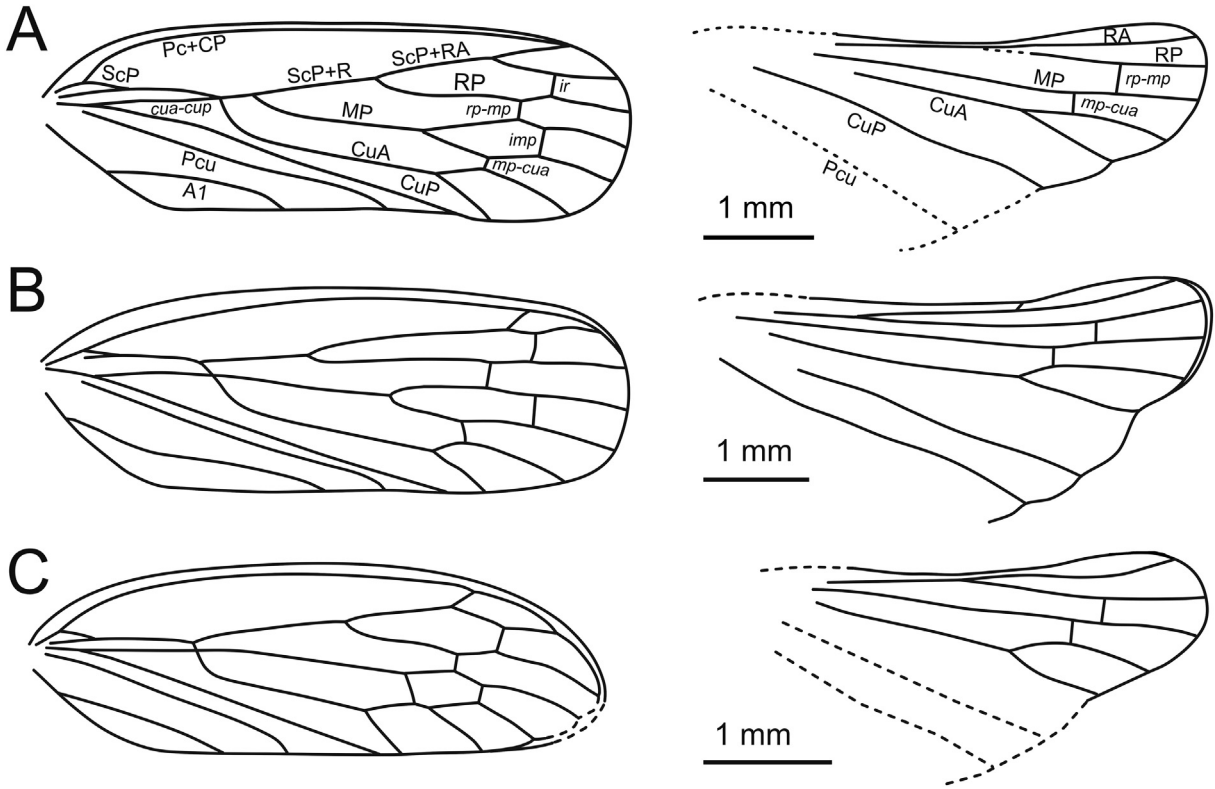 A
Pc+CP
ScP
ScP+R
ScP+RA
RP
ir
cua-cup
MP
rp-mp
imp
CuA
mp-cua
Pcu
CuP
A1
RA
RP
MP
rp-mp
CuA
mp-cua
CuP
Pcu
1 mm
B
1 mm
C
1 mm